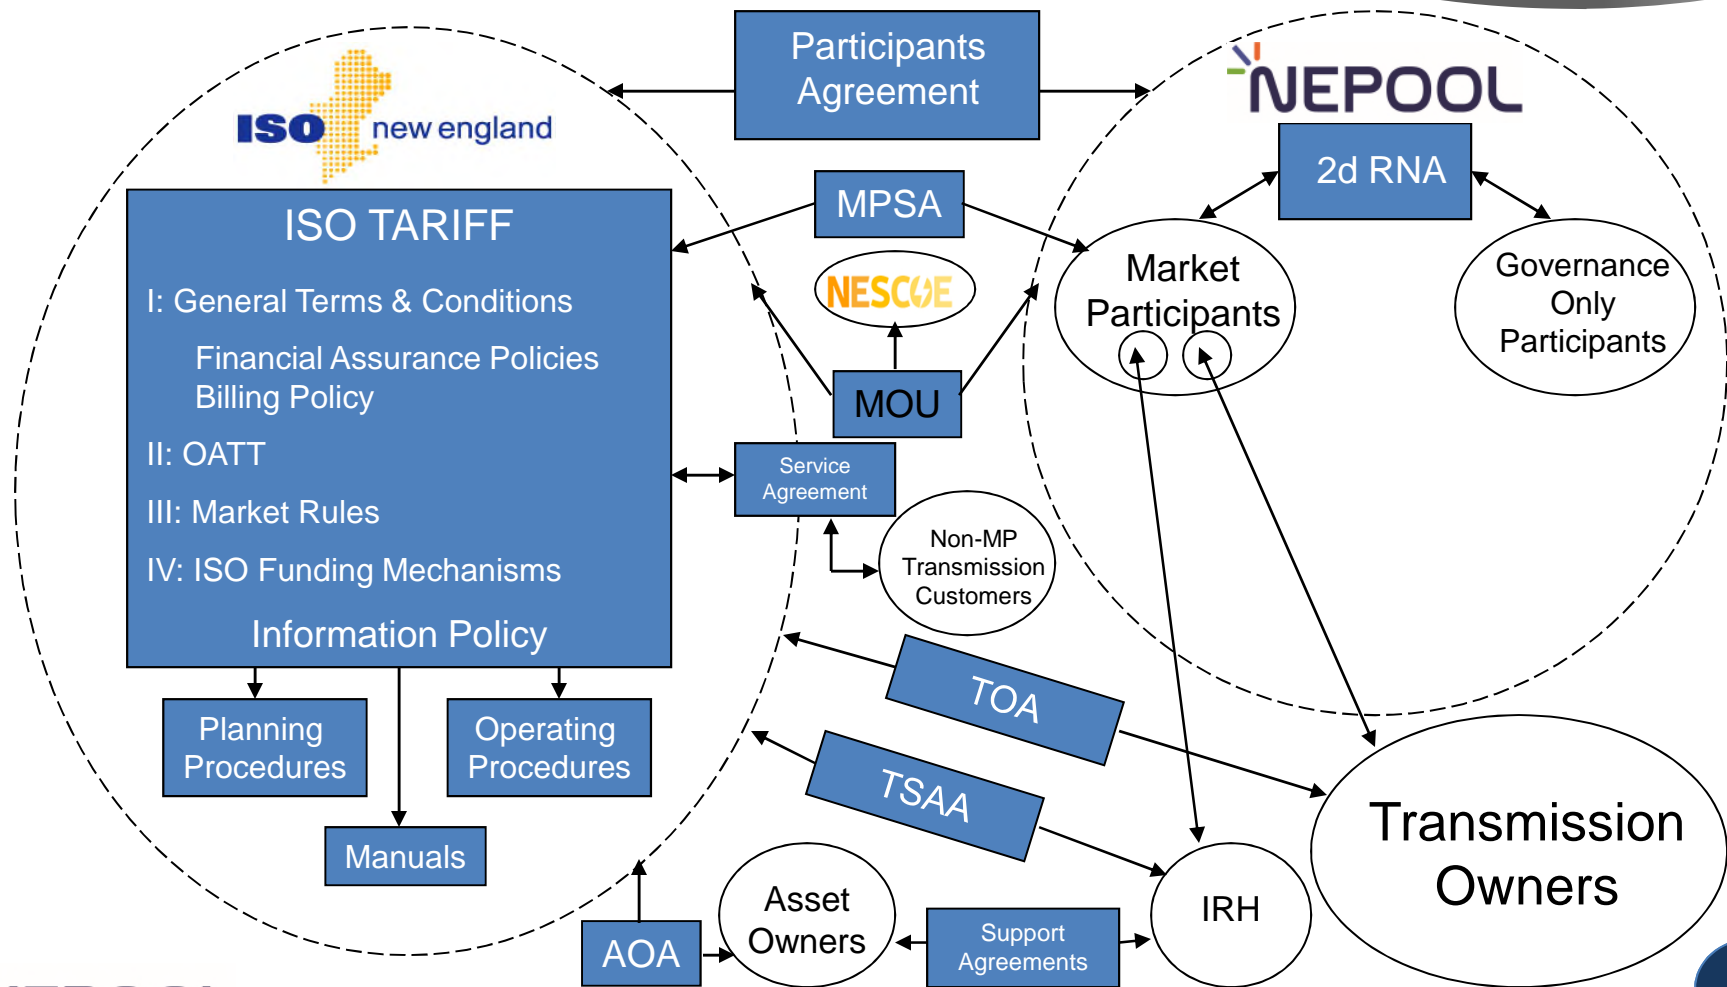 Participants
Agreement
ISO new england
NEPOOL
2d RNA
MPSA
ISO TARIFF
I: General Terms & Conditions
Financial Assurance Policies
Billing Policy
II: OATT
III: Market Rules
IV: ISO Funding Mechanisms
Information Policy
NESCOE
Market
Participants
Governance
Only
Participants
MOU
Service
Agreement
Non-MP
Transmission
Customers
Planning
Procedures
Operating
Procedures
Manuals
TOA
TSAA
Transmission
Owners
AOA
Asset
Owners
Support
Agreements
IRH